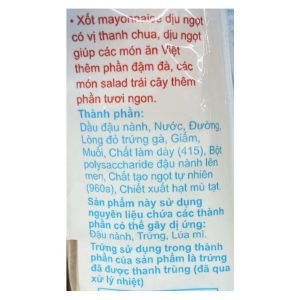 • Xốt mayonnaise dịu ngọt
có vị thanh chua, dịu ngọt
giúp các món ăn Việt
thêm phần đậm đà, các
món salad trái cây thêm
phần tươi ngon.
Thành phần:
Dầu đậu nành, Nước, Đường,
Lòng đỏ trứng gà, Giấm,
Muối, Chất làm dày (415), Bột
polysaccharide đậu nành lên
men, Chất tạo ngọt tự nhiên
(960a), Chiết xuất hạt mù tạt.
Sản phẩm này sử dụng
nguyên liệu chứa các thành
phần có thể gây dị ứng:
Đậu nành, Trứng, Lúa mì.
Trứng sử dụng trong thành
phần của sản phẩm là trứng
đã được thanh trùng (đã qua
xử lý nhiệt)